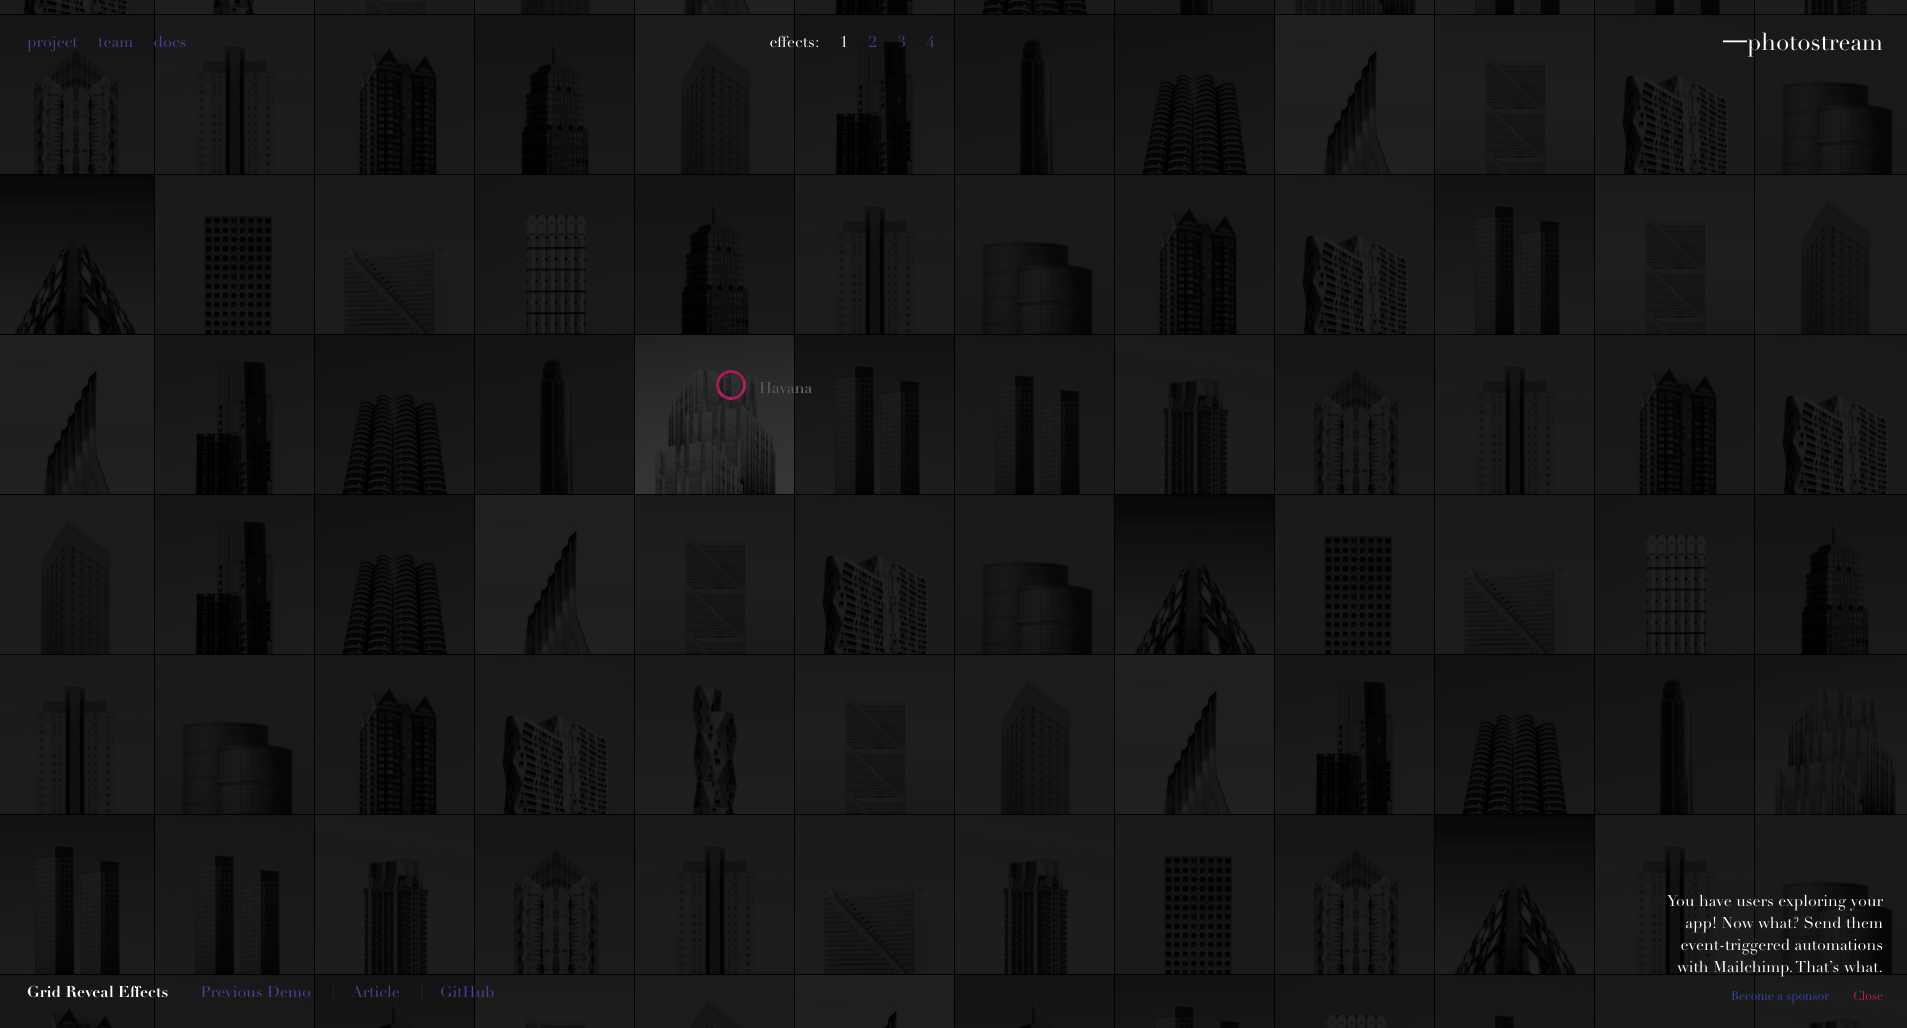 project team docs
effects: 1 2 3 4
—photostream
Havana
You have users exploring your
app! Now what? Send them
event-triggered automations
with Mailchimp. That's what.
Become a sponsor Close
Grid Reveal Effects Previous Demo | Article | GitHub